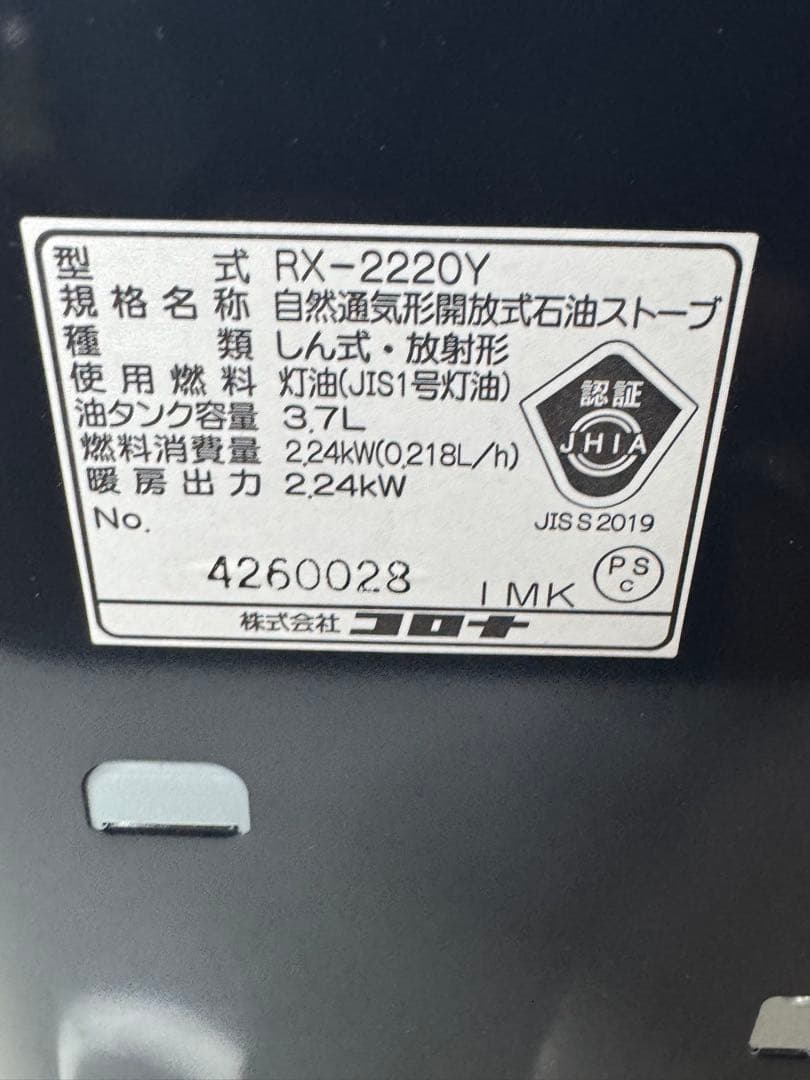 型式 RX-2220Y
規格名称 自然通気形開放式石油ストーブ
種類 しん式・放射形
使用燃料 灯油(JIS1号灯油)
油タンク容量 3.7L
燃料消費量 2.24kW(0.218L/h)
暖房出力 2.24kW
認証
JHIA
JIS S 2019
No.
4260028
IMK
PS
C
株式会社 コロナ